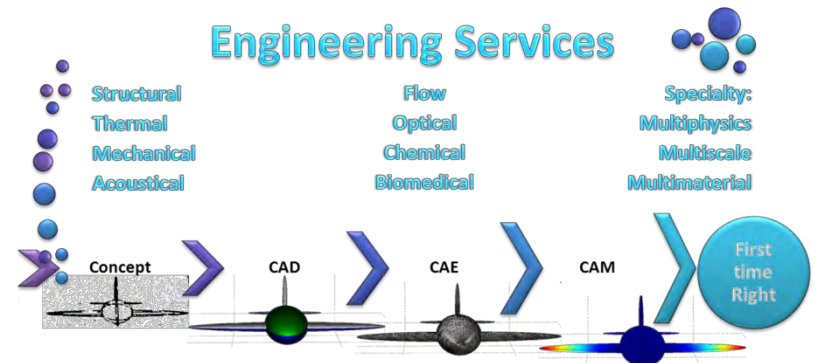 Engineering Services
Structural
Thermal
Mechanical
Acoustical
Flow
Optical
Chemical
Biomedical
Specialty:
Multiphysics
Multiscale
Multimaterial
Concept
CAD
CAE
CAM
First
time
Right